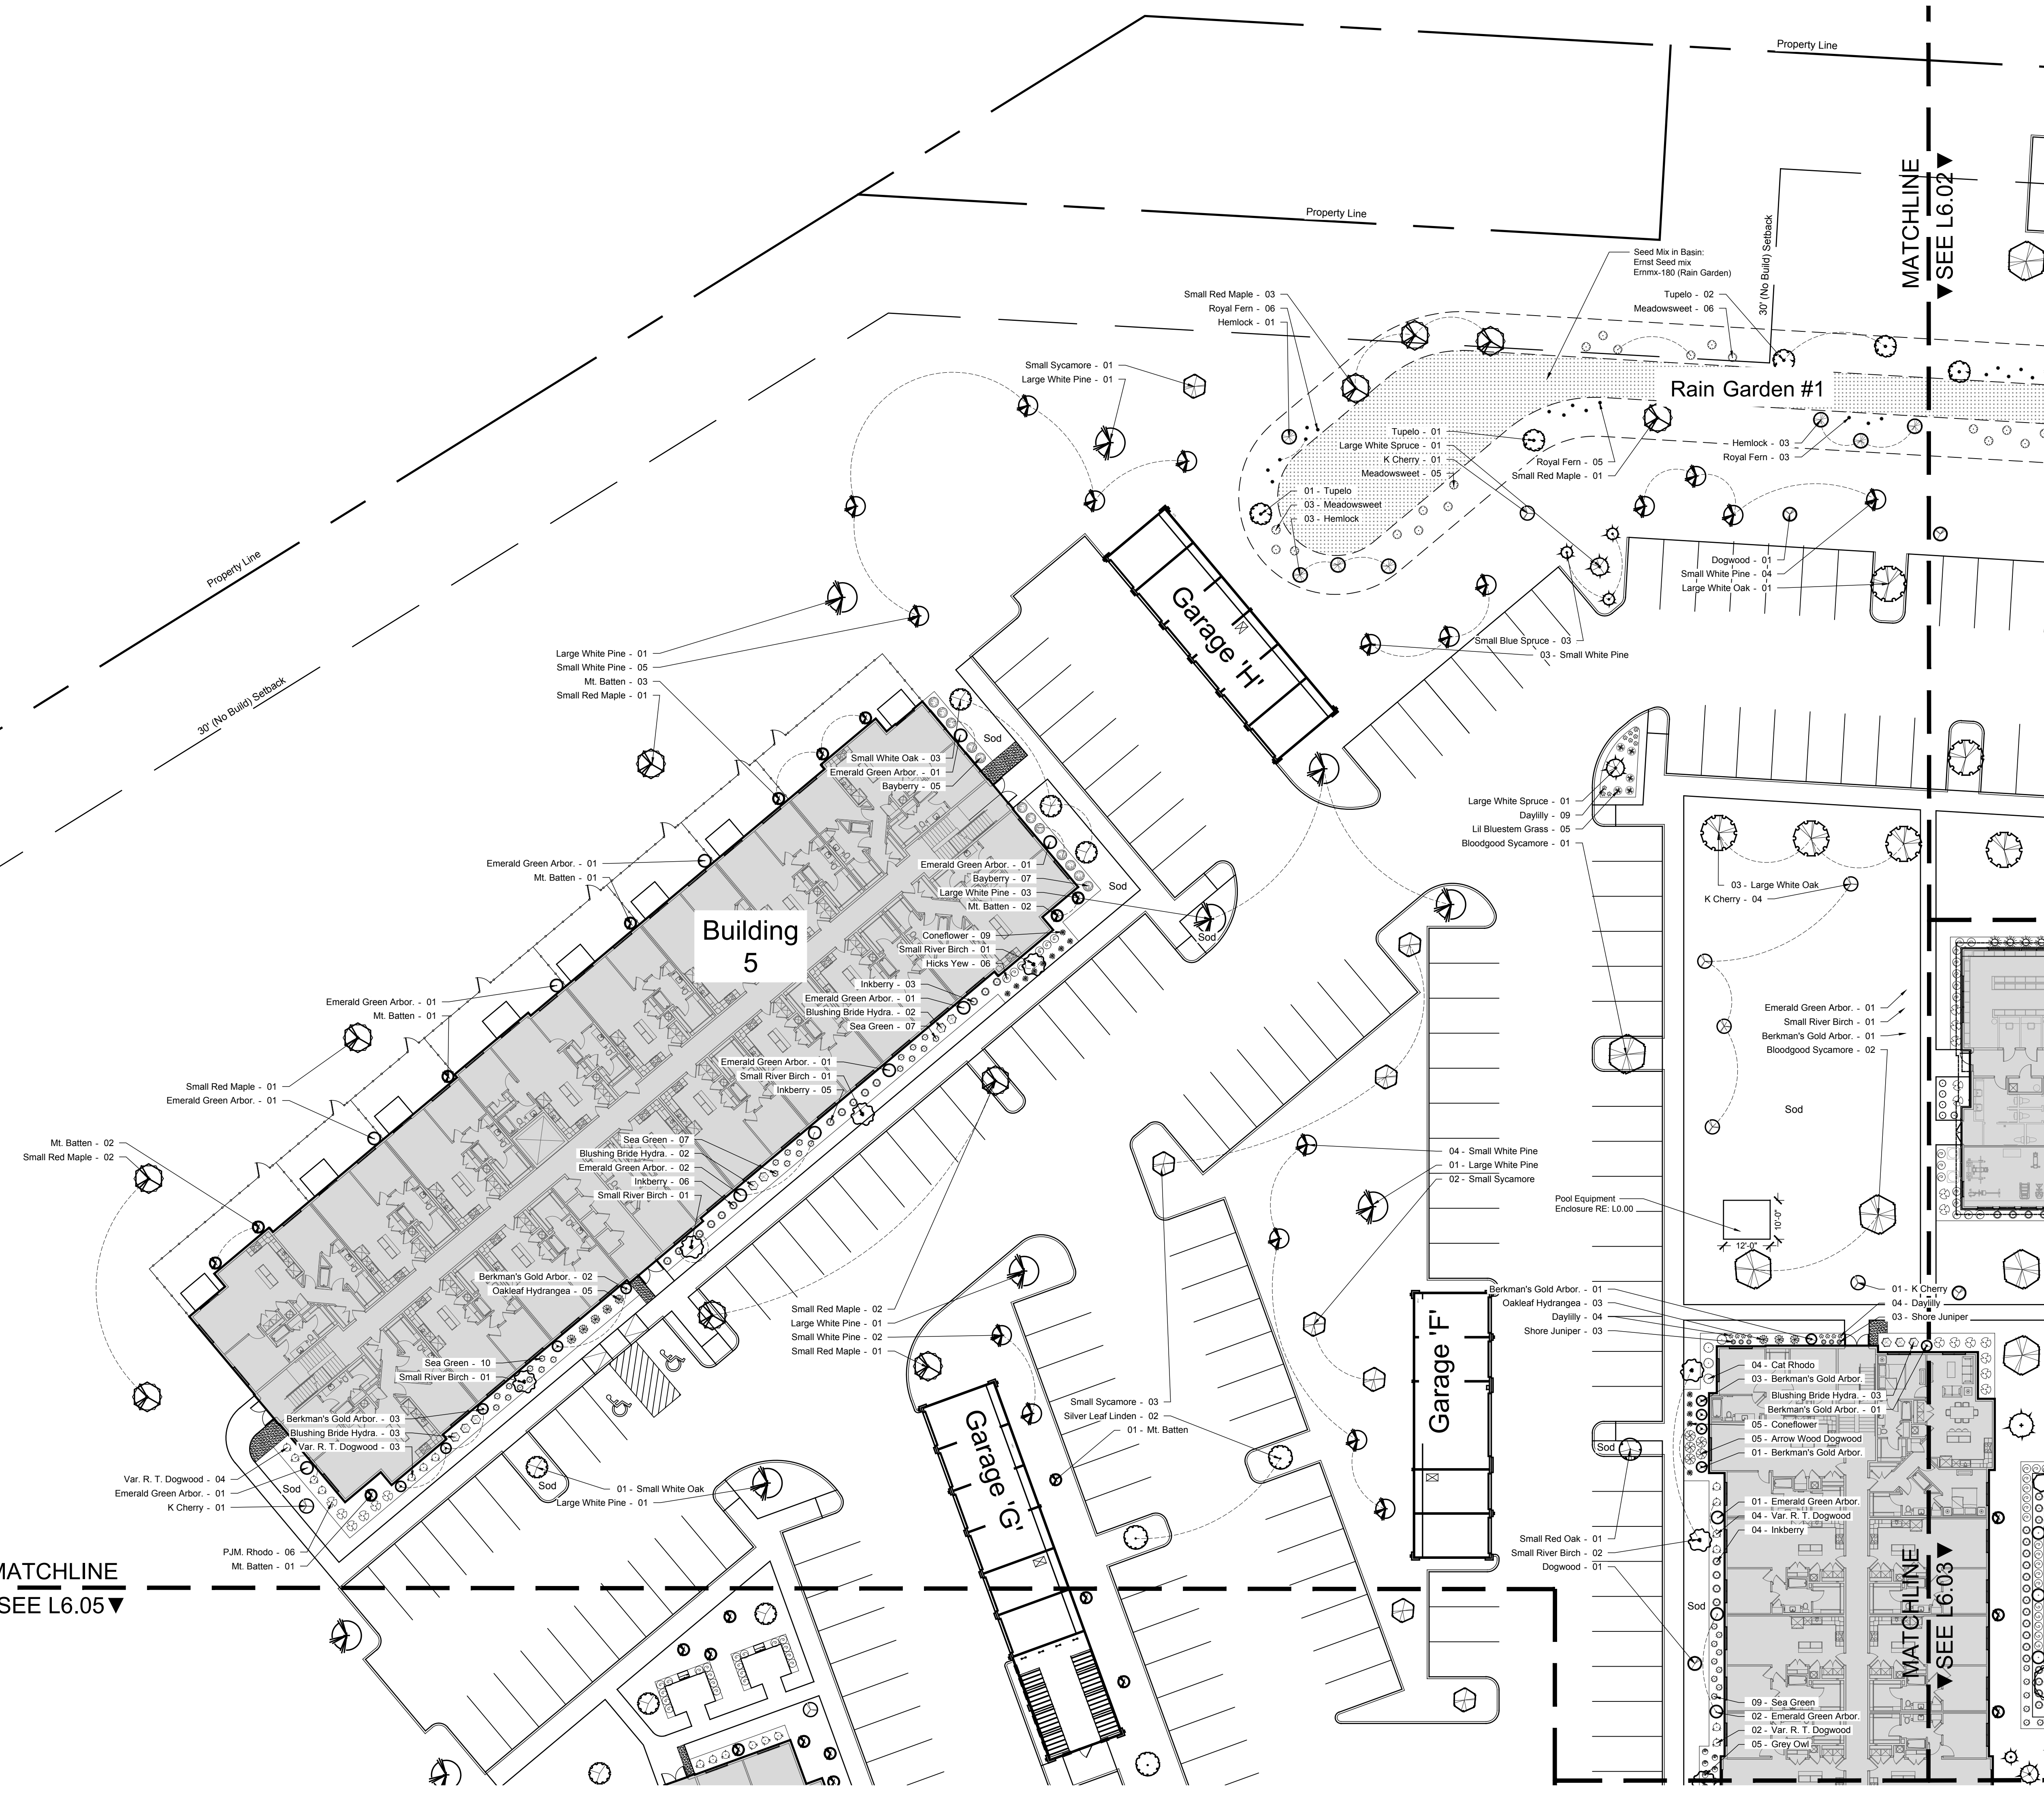 Property Line
Property Line
MATCHLINE
▼SEE L6.02▼
30' (No Build) Setback
Seed Mix in Basin:
Ernst Seed mix
Ernmx-180 (Rain Garden)
Tupelo - 02
Meadowsweet - 06
Small Red Maple - 03
Royal Fern - 06
Hemlock - 01
Small Sycamore - 01
Large White Pine - 01
Rain Garden #1
Tupelo - 01
Large White Spruce - 01
K Cherry - 01
Meadowsweet - 05
Royal Fern - 05
Small Red Maple - 01
Hemlock - 03
Royal Fern - 03
01 - Tupelo
03 - Meadowsweet
03 - Hemlock
Dogwood - 01
Small White Pine - 04
Large White Oak - 01
Property Line
30' (No Build) Setback
Garage 'H'
Small Blue Spruce - 03
03 - Small White Pine
Large White Pine - 01
Small White Pine - 05
Mt. Batten - 03
Small Red Maple - 01
Sod
Small White Oak - 03
Emerald Green Arbor. - 01
Bayberry - 05
Large White Spruce - 01
Daylilly - 09
Lil Bluestem Grass - 05
Bloodgood Sycamore - 01
Emerald Green Arbor. - 01
Mt. Batten - 01
Emerald Green Arbor. - 01
Bayberry - 07
Large White Pine - 03
Mt. Batten - 02
Sod
Sod
03 - Large White Oak
K Cherry - 04
Building
5
Coneflower - 09
Small River Birch - 01
Hicks Yew - 06
Inkberry - 03
Emerald Green Arbor. - 01
Blushing Bride Hydra. - 02
Sea Green - 07
Emerald Green Arbor. - 01
Mt. Batten - 01
Emerald Green Arbor. - 01
Small River Birch - 01
Berkman's Gold Arbor. - 01
Bloodgood Sycamore - 02
Emerald Green Arbor. - 01
Small River Birch - 01
Inkberry - 05
Small Red Maple - 01
Emerald Green Arbor. - 01
Sod
Mt. Batten - 02
Small Red Maple - 02
Sea Green - 07
Blushing Bride Hydra. - 02
Emerald Green Arbor. - 02
Inkberry - 06
Small River Birch - 01
04 - Small White Pine
01 - Large White Pine
02 - Small Sycamore
Pool Equipment
Enclosure RE: L0.00
10'-0"
12'-0"
Berkman's Gold Arbor. - 02
Oakleaf Hydrangea - 05
Small Red Maple - 02
Large White Pine - 01
Small White Pine - 02
Small Red Maple - 01
Berkman's Gold Arbor. - 01
Oakleaf Hydrangea - 03
Daylilly - 04
Shore Juniper - 03
01 - K Cherry
04 - Daylilly
03 - Shore Juniper
Garage 'F'
Sea Green - 10
Small River Birch - 01
04 - Cat Rhodo
03 - Berkman's Gold Arbor.
Blushing Bride Hydra. - 03
Berkman's Gold Arbor. - 01
05 - Coneflower
05 - Arrow Wood Dogwood
01 - Berkman's Gold Arbor.
Small Sycamore - 03
Silver Leaf Linden - 02
01 - Mt. Batten
Berkman's Gold Arbor. - 03
Blushing Bride Hydra. - 03
Var. R. T. Dogwood - 03
Sod
Garage 'G'
Var. R. T. Dogwood - 04
Emerald Green Arbor. - 01
K Cherry - 01
Sod
Sod
01 - Small White Oak
Large White Pine - 01
01 - Emerald Green Arbor.
04 - Var. R. T. Dogwood
04 - Inkberry
Small Red Oak - 01
Small River Birch - 02
Dogwood - 01
PJM. Rhodo - 06
Mt. Batten - 01
MATCHLINE
SEE L6.05▼
Sod
MATCHLINE
▼SEE L6.03▼
09 - Sea Green
02 - Emerald Green Arbor.
02 - Var. R. T. Dogwood
05 - Grey Owl